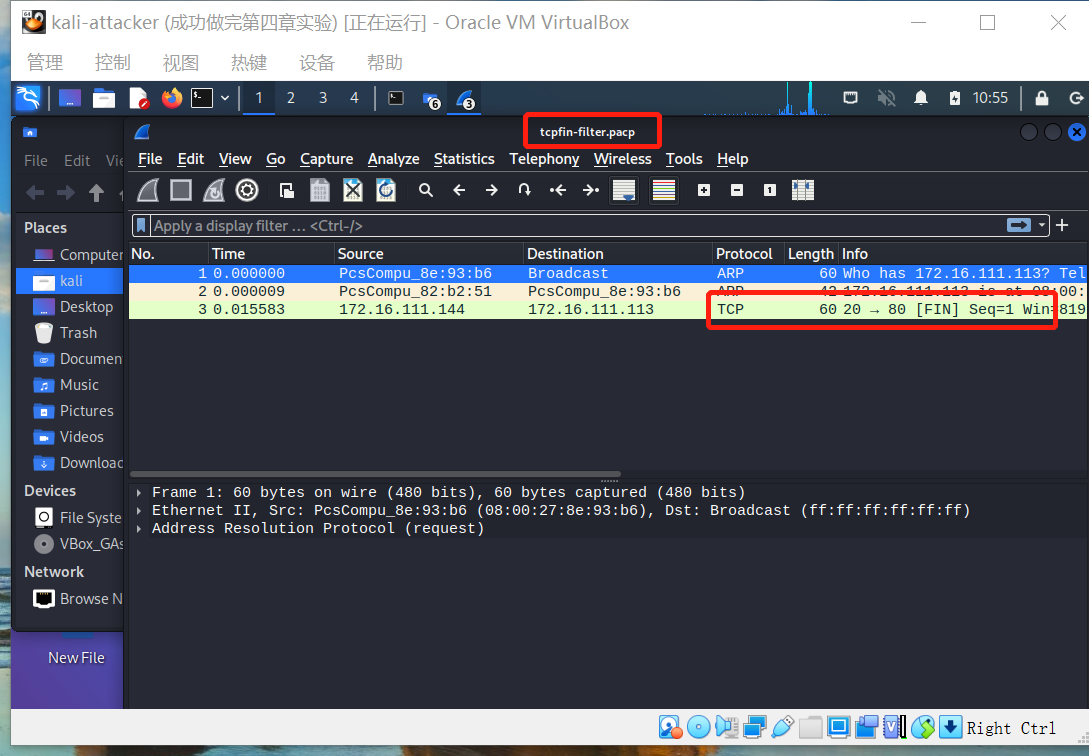 kali-attacker (成功做完第四章实验) [正在运行] - Oracle VM VirtualBox
管理 控制 视图 热键 设备 帮助
1 2 3 4 6 3 10:55
tcpfin-filter.pacp
File Edit
File Edit View Go Capture Analyze Statistics Telephony Wireless Tools Help
Apply a display filter … <Ctrl-/>
Places
Computer
kali
Desktop
Trash
Documen
Music
Pictures
Videos
Downloac
Devices
File Syste
VBox_GAs
Network
Browse N
New File
No. Time Source Destination Protocol Length Info
1 0.000000 PcsCompu_8e:93:b6 Broadcast ARP 60 Who has 172.16.111.113? Tel
2 0.000009 PcsCompu_82:b2:51 PcsCompu_8e:93:b6 ARP 42 172.16.111.113 is at 08:00:
3 0.015583 172.16.111.144 172.16.111.113 TCP 60 20 → 80 [FIN] Seq=1 Win=819
Frame 1: 60 bytes on wire (480 bits), 60 bytes captured (480 bits)
Ethernet II, Src: PcsCompu_8e:93:b6 (08:00:27:8e:93:b6), Dst: Broadcast (ff:ff:ff:ff:ff:ff)
Address Resolution Protocol (request)
Right Ctrl